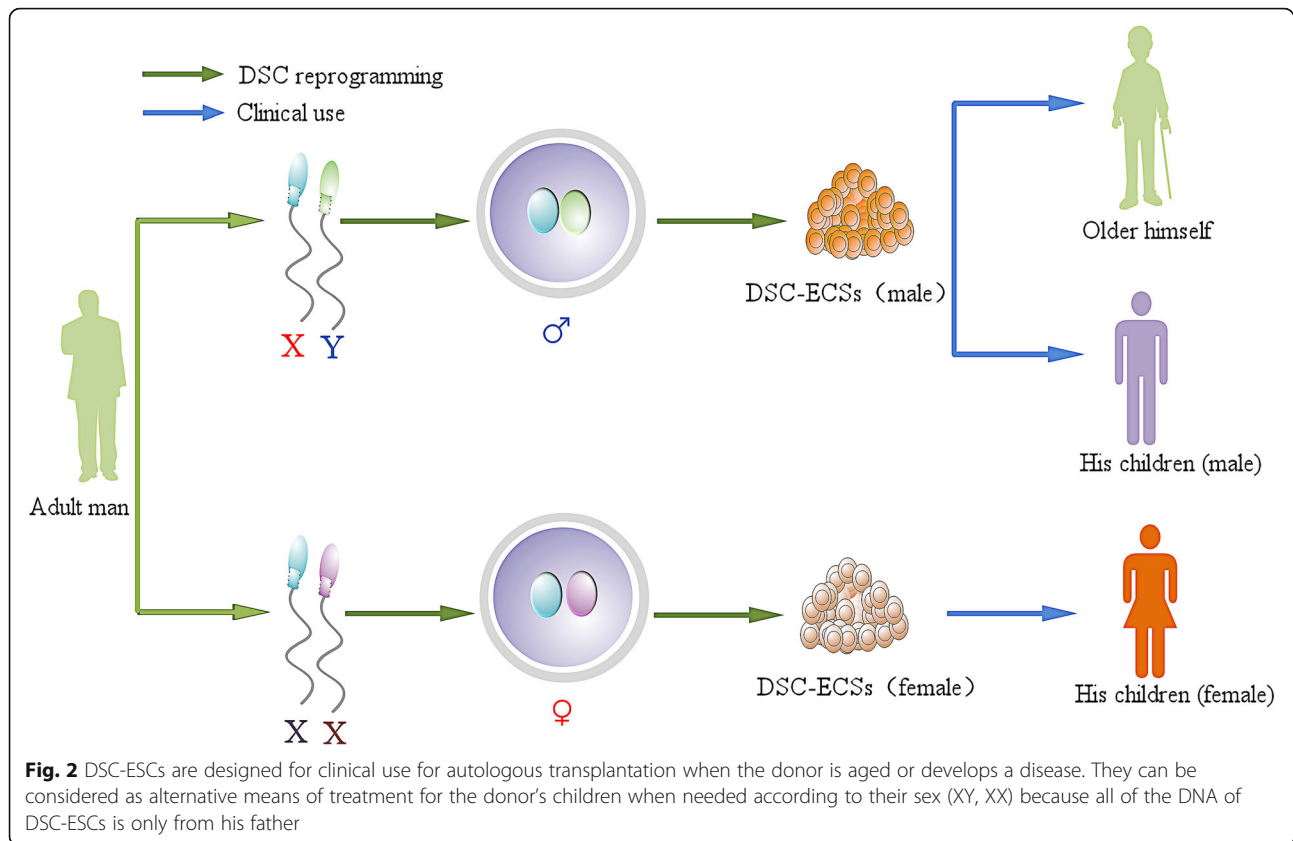 DSC reprogramming
Clinical use
X Y
♂
DSC-ECSs（male）
Older himself
His children (male)
Adult man
X X
♀
DSC-ECSs（female）
His children (female)
Fig. 2 DSC-ESCs are designed for clinical use for autologous transplantation when the donor is aged or develops a disease. They can be
considered as alternative means of treatment for the donor's children when needed according to their sex (XY, XX) because all of the DNA of
DSC-ESCs is only from his father